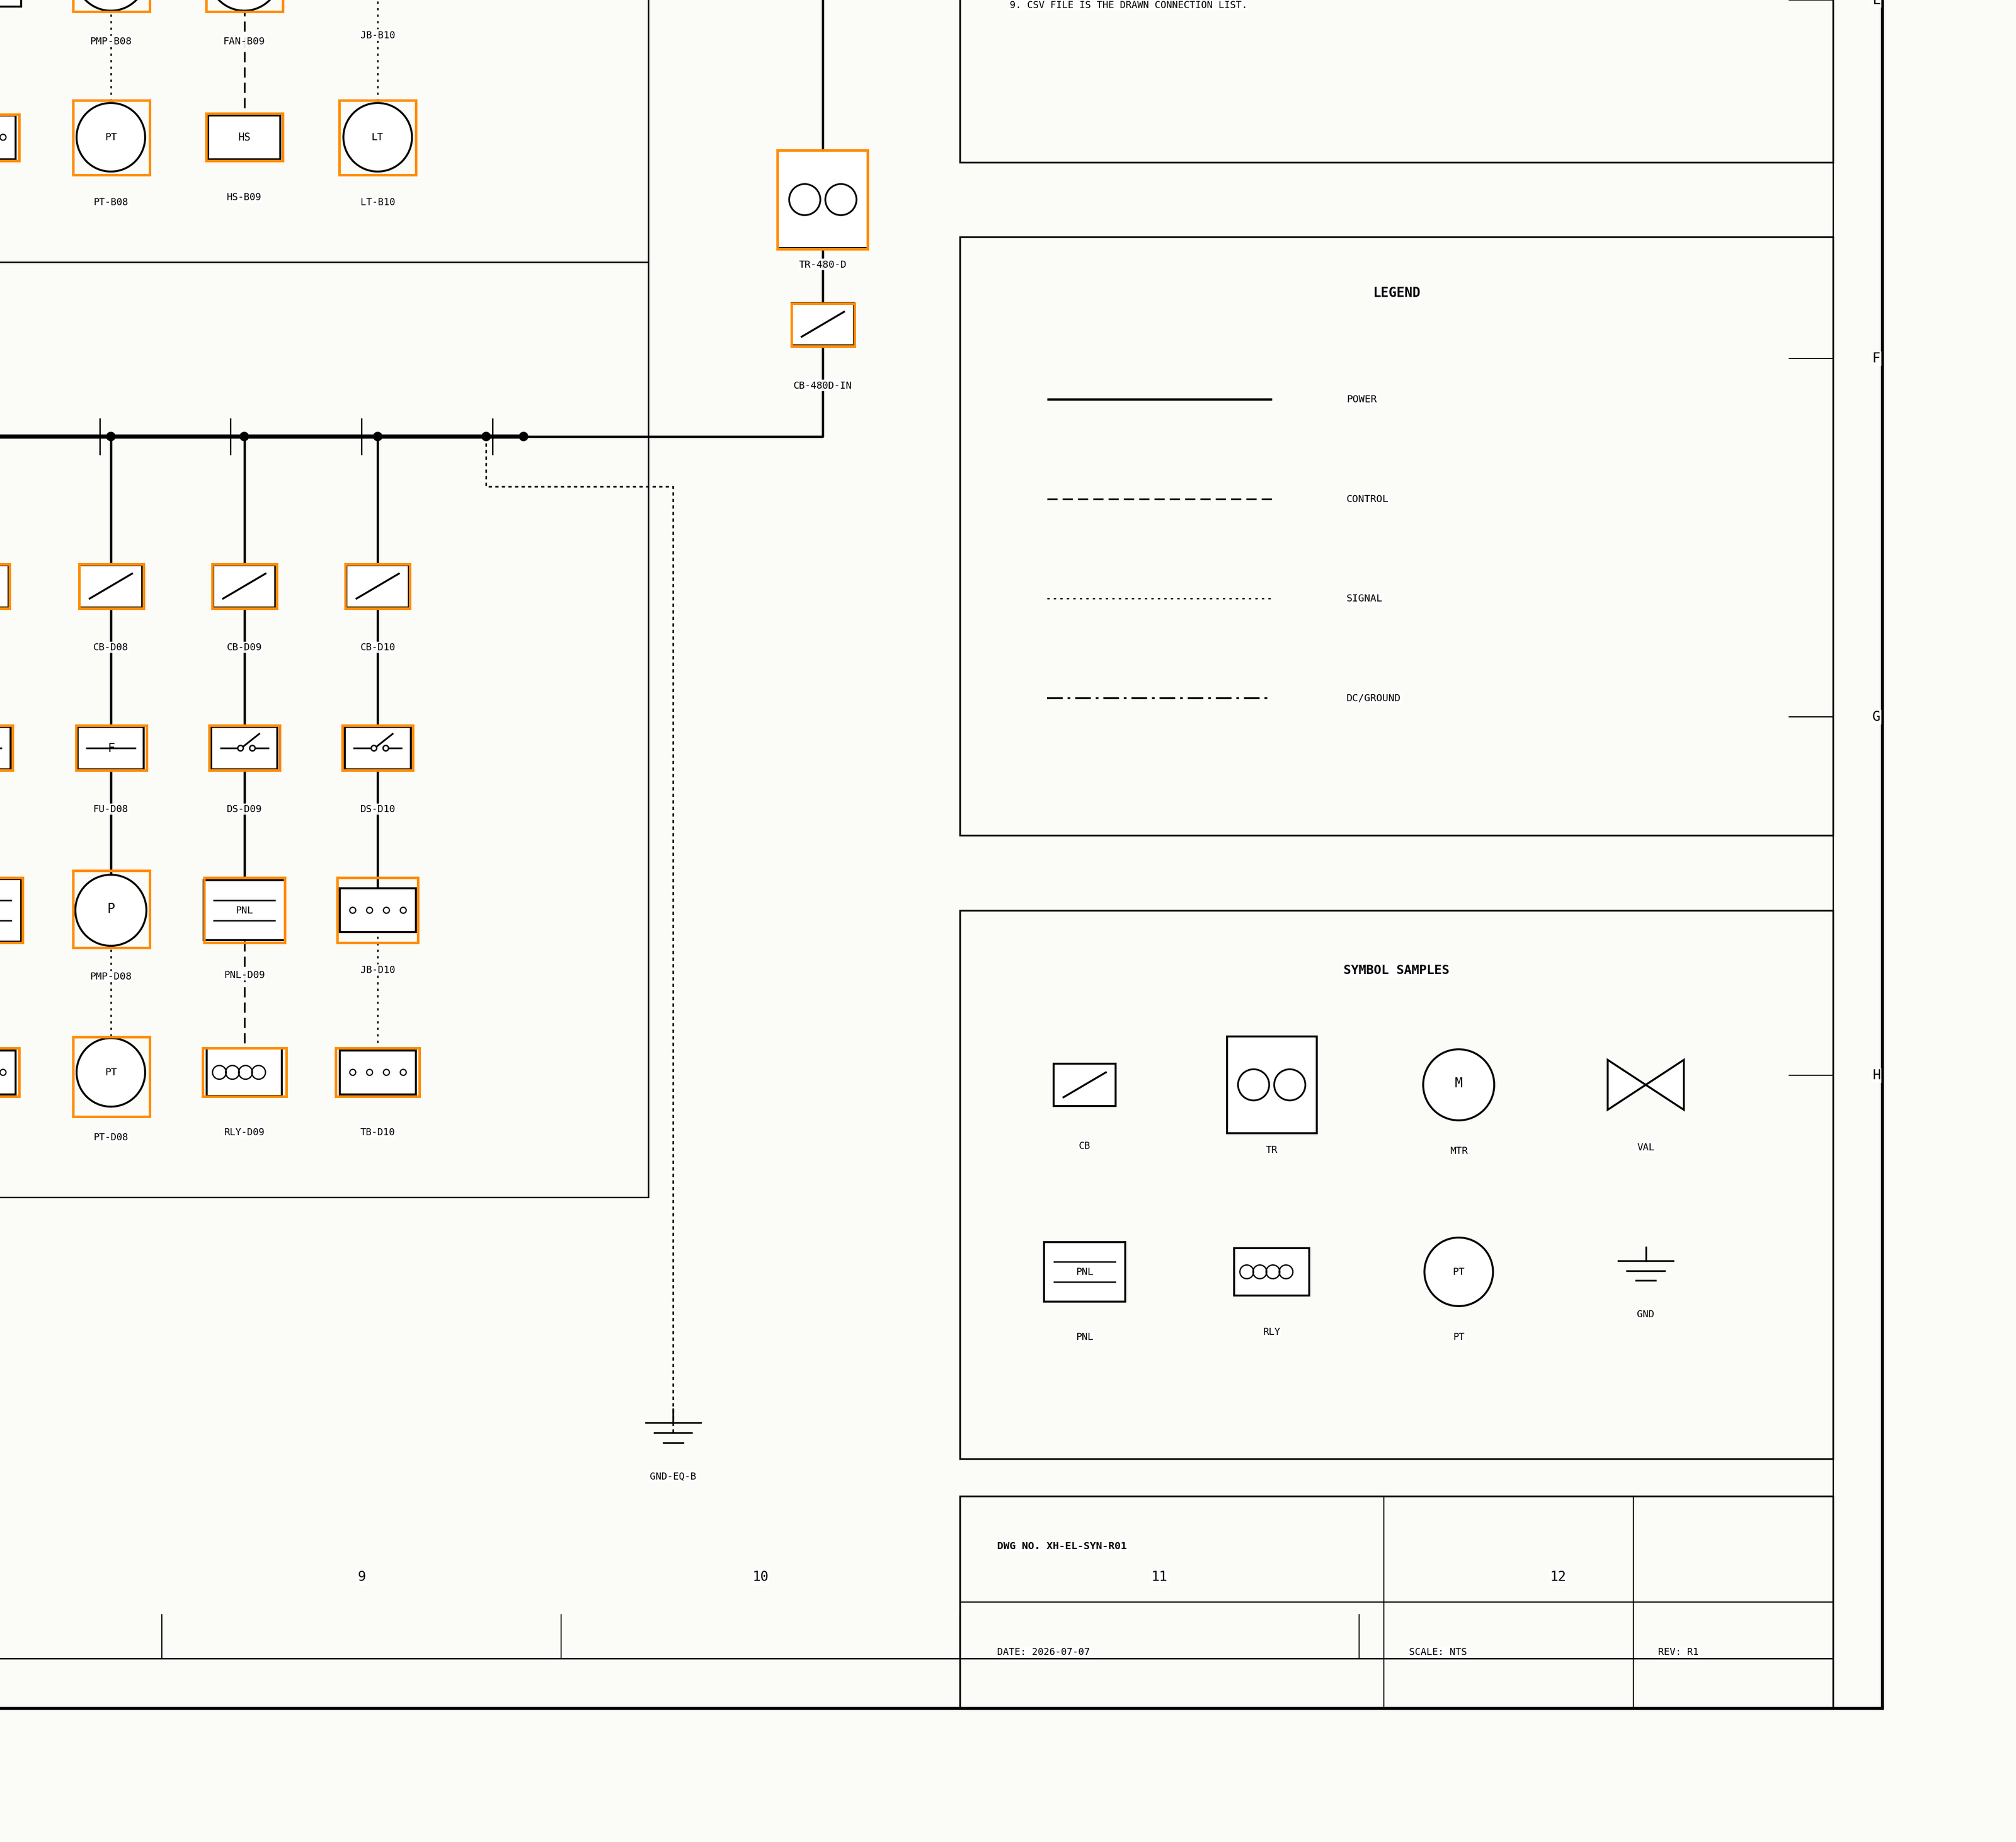 9. CSV FILE IS THE DRAWN CONNECTION LIST.
PMP-B08
FAN-B09
JB-B10
PT
HS
LT
PT-B08
HS-B09
LT-B10
TR-480-D
CB-480D-IN
LEGEND
POWER
CONTROL
SIGNAL
DC/GROUND
F
G
H
CB-D08
CB-D09
CB-D10
F
FU-D08
DS-D09
DS-D10
P
PNL
PMP-D08
PNL-D09
JB-D10
PT
PT-D08
RLY-D09
TB-D10
SYMBOL SAMPLES
M
CB
TR
MTR
VAL
PNL
PT
PNL
RLY
PT
GND
GND-EQ-B
DWG NO. XH-EL-SYN-R01
9
10
11
12
DATE: 2026-07-07
SCALE: NTS
REV: R1